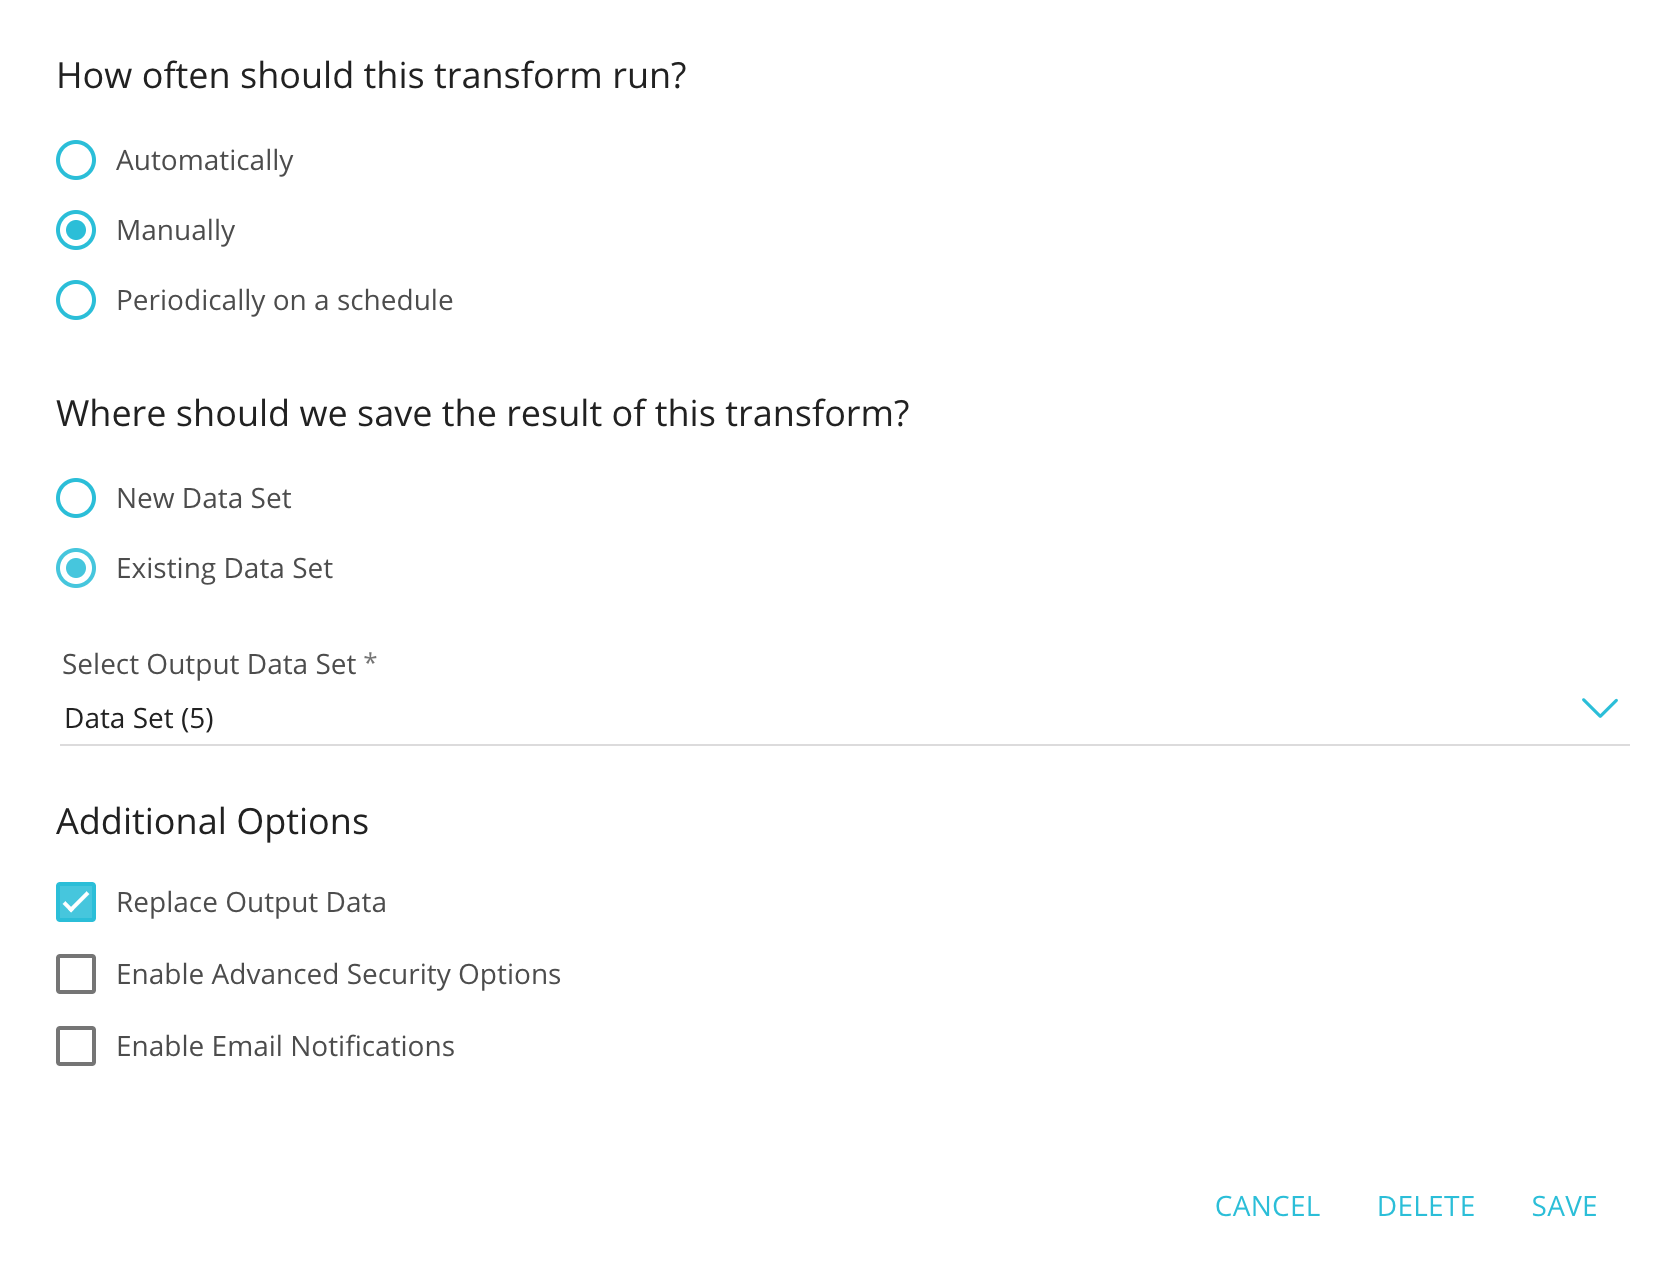 How often should this transform run?
Automatically
Manually
Periodically on a schedule
Where should we save the result of this transform?
New Data Set
Existing Data Set
Select Output Data Set *
Data Set (5)
Additional Options
Replace Output Data
Enable Advanced Security Options
Enable Email Notifications
CANCEL DELETE SAVE